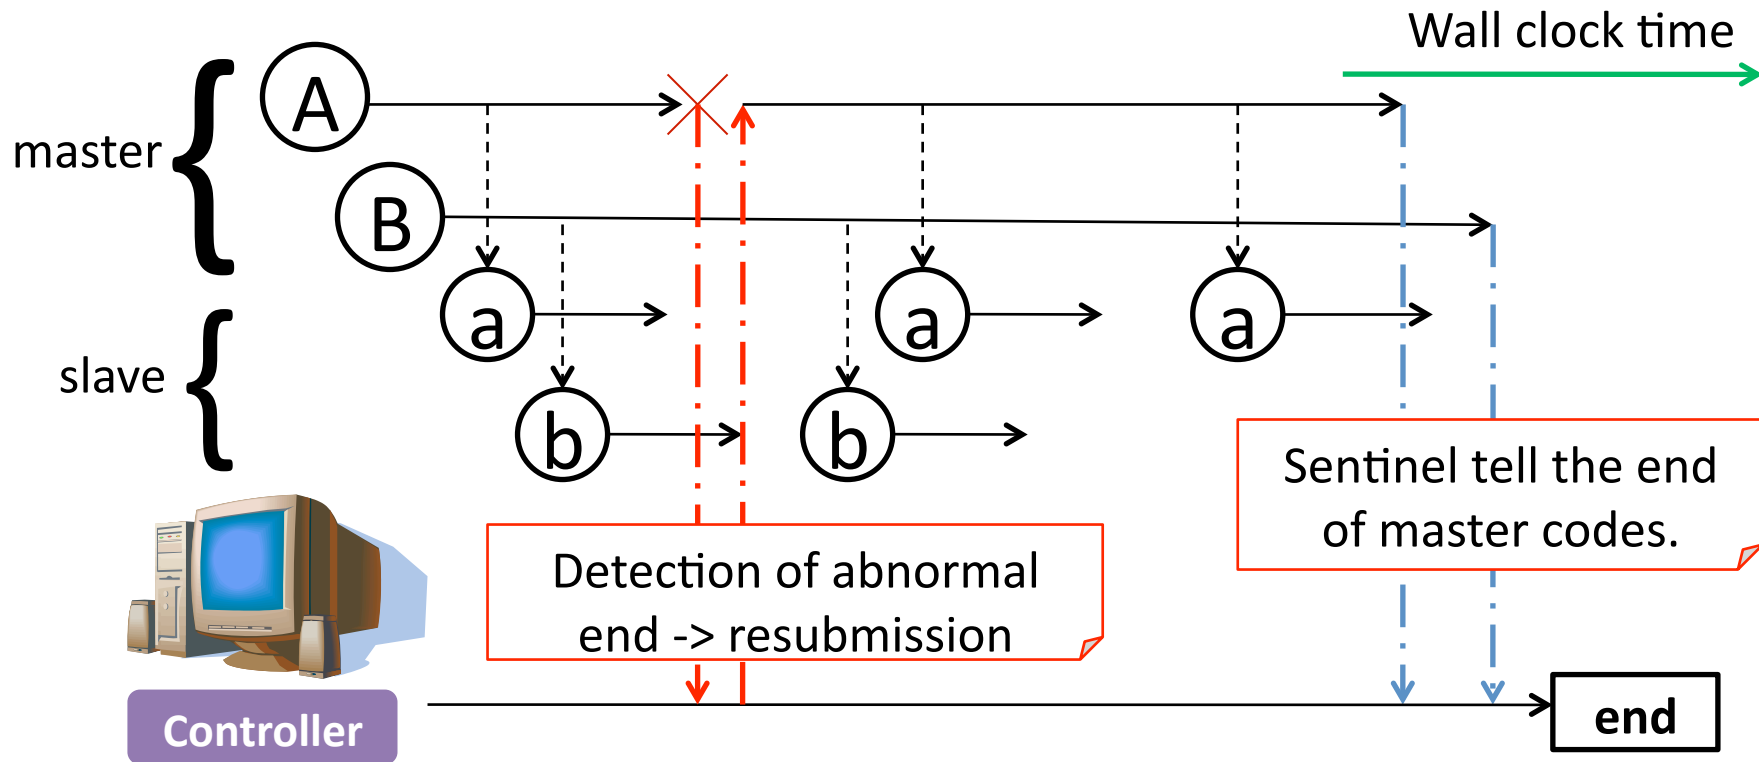 Wall clock time
A
master
B
a
a
a
slave
b
b
Sentinel tell the end
of master codes.
Detection of abnormal
end -> resubmission
Controller
end